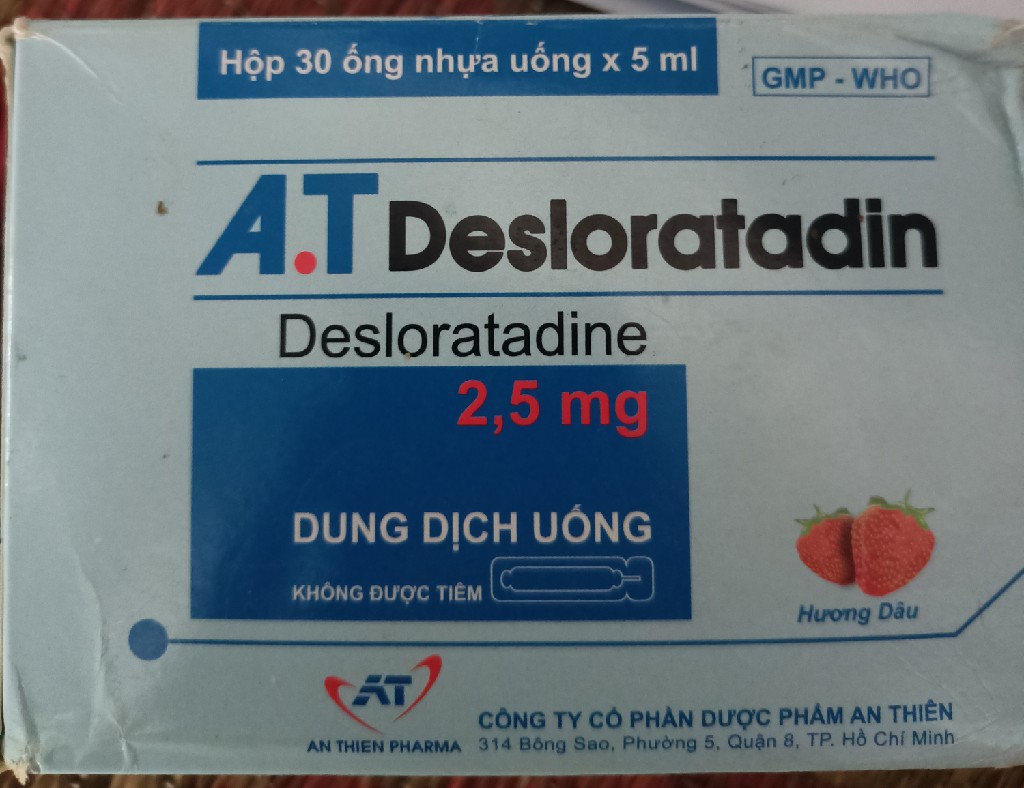 Hộp 30 ống nhựa uống x 5 ml
GMP - WHO
A.T Desloratadin
Desloratadine
2,5 mg
DUNG DỊCH UỐNG
KHÔNG ĐƯỢC TIÊM
Hương Dâu
AT
AN THIEN PHARMA
CÔNG TY CỔ PHẦN DƯỢC PHẨM AN THIÊN
314 Bông Sao, Phường 5, Quận 8, TP. Hồ Chí Minh